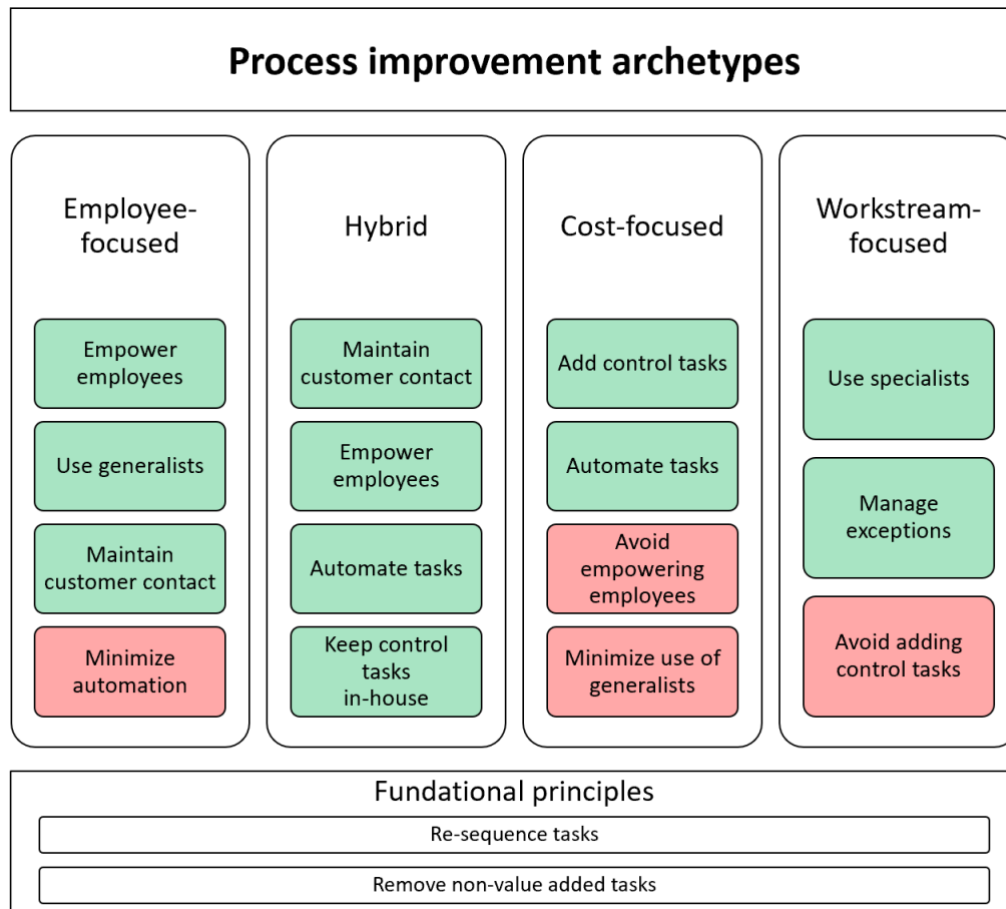 Process improvement archetypes
Employee-
focused
Empower
employees
Use generalists
Maintain
customer contact
Minimize
automation
Hybrid
Maintain
customer contact
Empower
employees
Automate tasks
Keep control
tasks
in-house
Cost-focused
Add control tasks
Automate tasks
Avoid
empowering
employees
Minimize use of
generalists
Workstream-
focused
Use specialists
Manage
exceptions
Avoid adding
control tasks
Fundational principles
Re-sequence tasks
Remove non-value added tasks